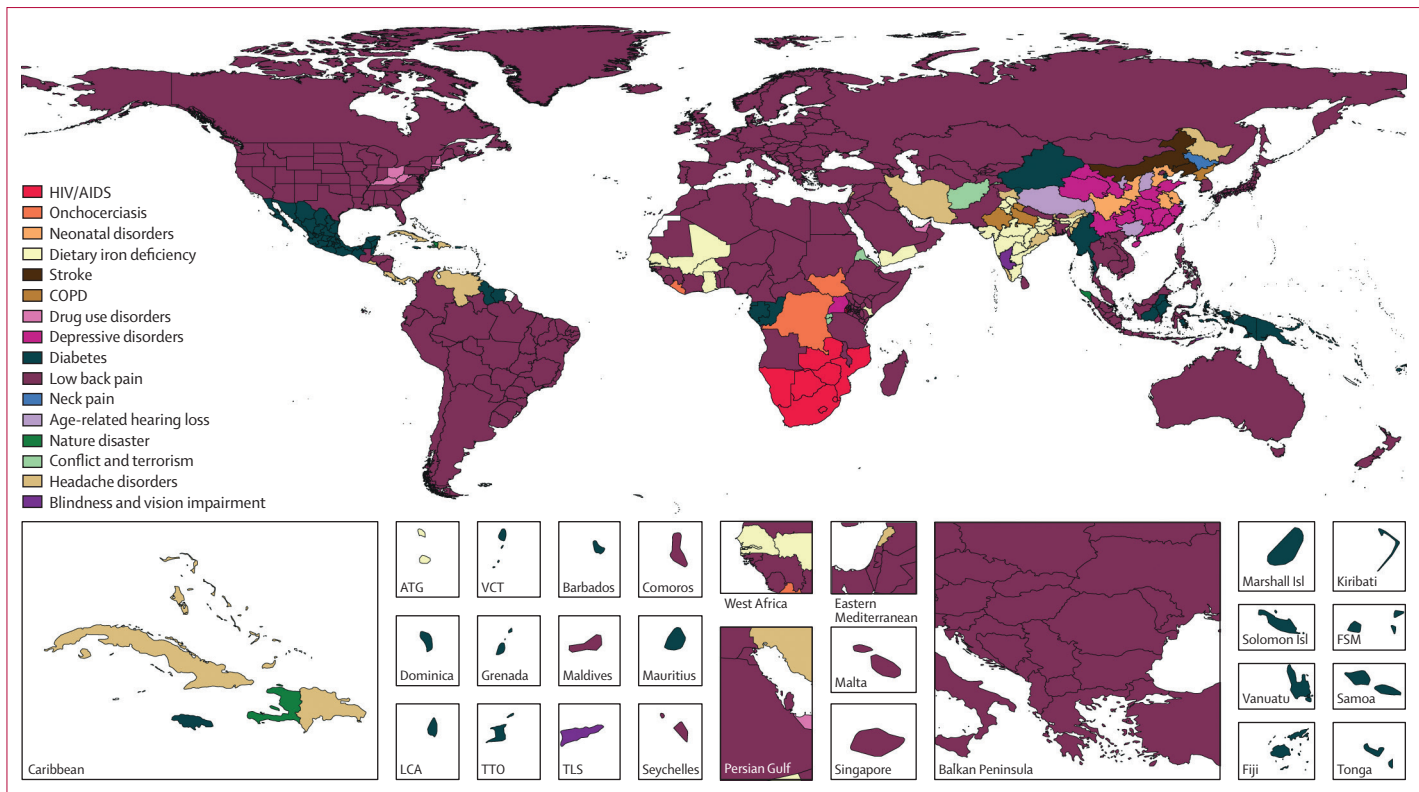 HIV/AIDS
Onchocerciasis
Neonatal disorders
Dietary iron deficiency
Stroke
COPD
Drug use disorders
Depressive disorders
Diabetes
Low back pain
Neck pain
Age-related hearing loss
Nature disaster
Conflict and terrorism
Headache disorders
Blindness and vision impairment
Caribbean
ATG
VCT
Barbados
Comoros
Dominica
Grenada
Maldives
Mauritius
LCA
TTO
TLS
Seychelles
West Africa
Eastern
Mediterranean
Persian Gulf
Malta
Singapore
Balkan Peninsula
Marshall Isl
Kiribati
Solomon Isl
FSM
Vanuatu
Samoa
Fiji
Tonga